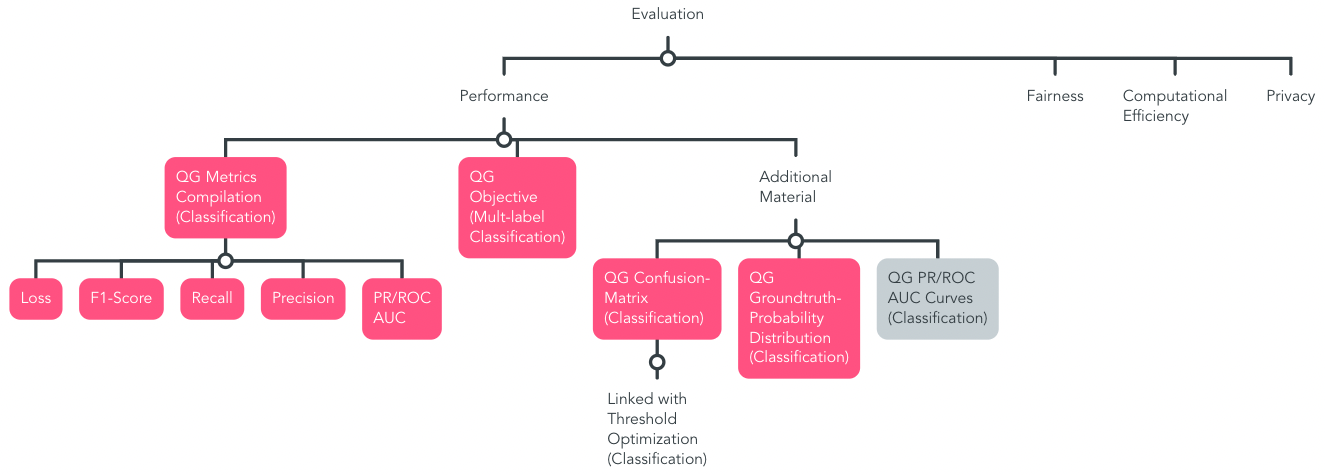 Evaluation
Performance
Fairness
Computational
Efficiency
Privacy
QG Metrics
Compilation
(Classification)
QG
Objective
(Mult-label
Classification)
Additional
Material
Loss
F1-Score
Recall
Precision
PR/ROC
AUC
QG Confusion-
Matrix
(Classification)
QG
Groundtruth-
Probability
Distribution
(Classification)
QG PR/ROC
AUC Curves
(Classification)
Linked with
Threshold
Optimization
(Classification)